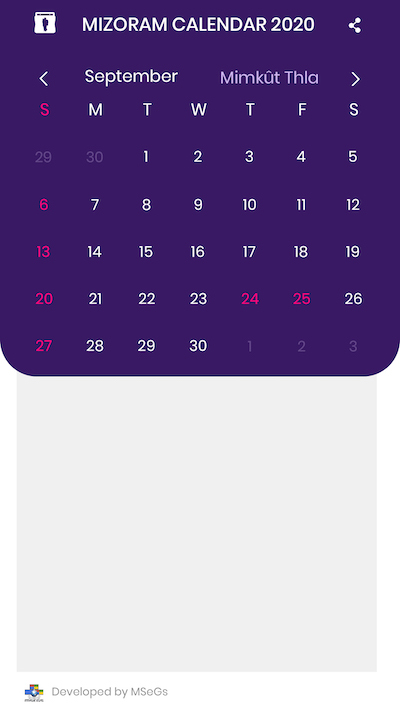 MIZORAM CALENDAR 2020
September Mimkût Thla
S M T W T F S
29 30 1 2 3 4 5
6 7 8 9 10 11 12
13 14 15 16 17 18 19
20 21 22 23 24 25 26
27 28 29 30 1 2 3
Developed by MSeGs